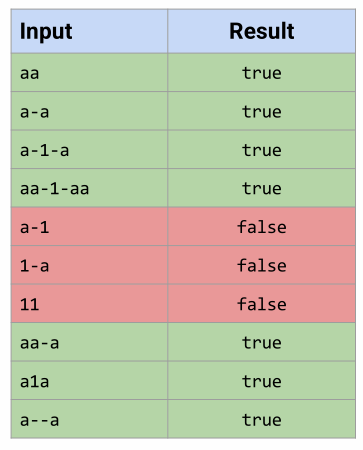 Input Result
aa true
a-a true
a-1-a true
aa-1-aa true
a-1 false
1-a false
11 false
aa-a true
a1a true
a--a true